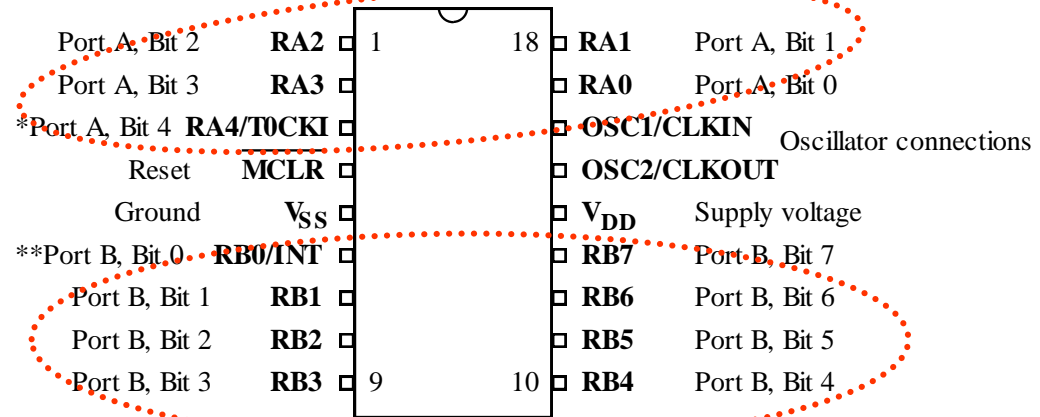 Port A, Bit 2 RA2 1 18 RA1 Port A, Bit 1
Port A, Bit 3 RA3 RA0 Port A, Bit 0
*Port A, Bit 4 RA4/T0CKI OSC1/CLKIN
Oscillator connections
Reset MCLR OSC2/CLKOUT
Ground VSS VDD Supply voltage
**Port B, Bit 0 RB0/INT RB7 Port B, Bit 7
Port B, Bit 1 RB1 RB6 Port B, Bit 6
Port B, Bit 2 RB2 RB5 Port B, Bit 5
Port B, Bit 3 RB3 9 10 RB4 Port B, Bit 4